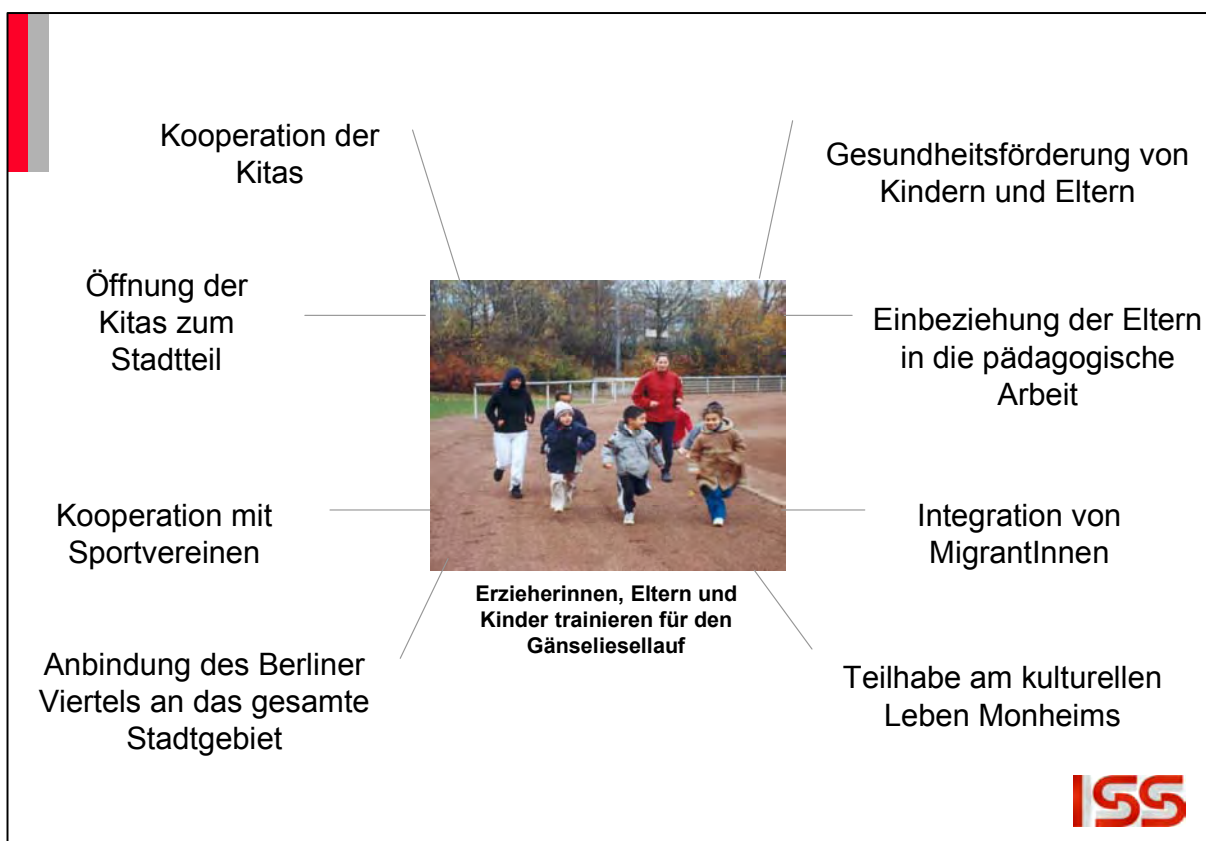 Kooperation der
Kitas
Öffnung der
Kitas zum
Stadtteil
Kooperation mit
Sportvereinen
Anbindung des Berliner
Viertels an das gesamte
Stadtgebiet
Erzieherinnen, Eltern und
Kinder trainieren für den
Gänseliesellauf
Gesundheitsförderung von
Kindern und Eltern
Einbeziehung der Eltern
in die pädagogische
Arbeit
Integration von
MigrantInnen
Teilhabe am kulturellen
Leben Monheims
ISS